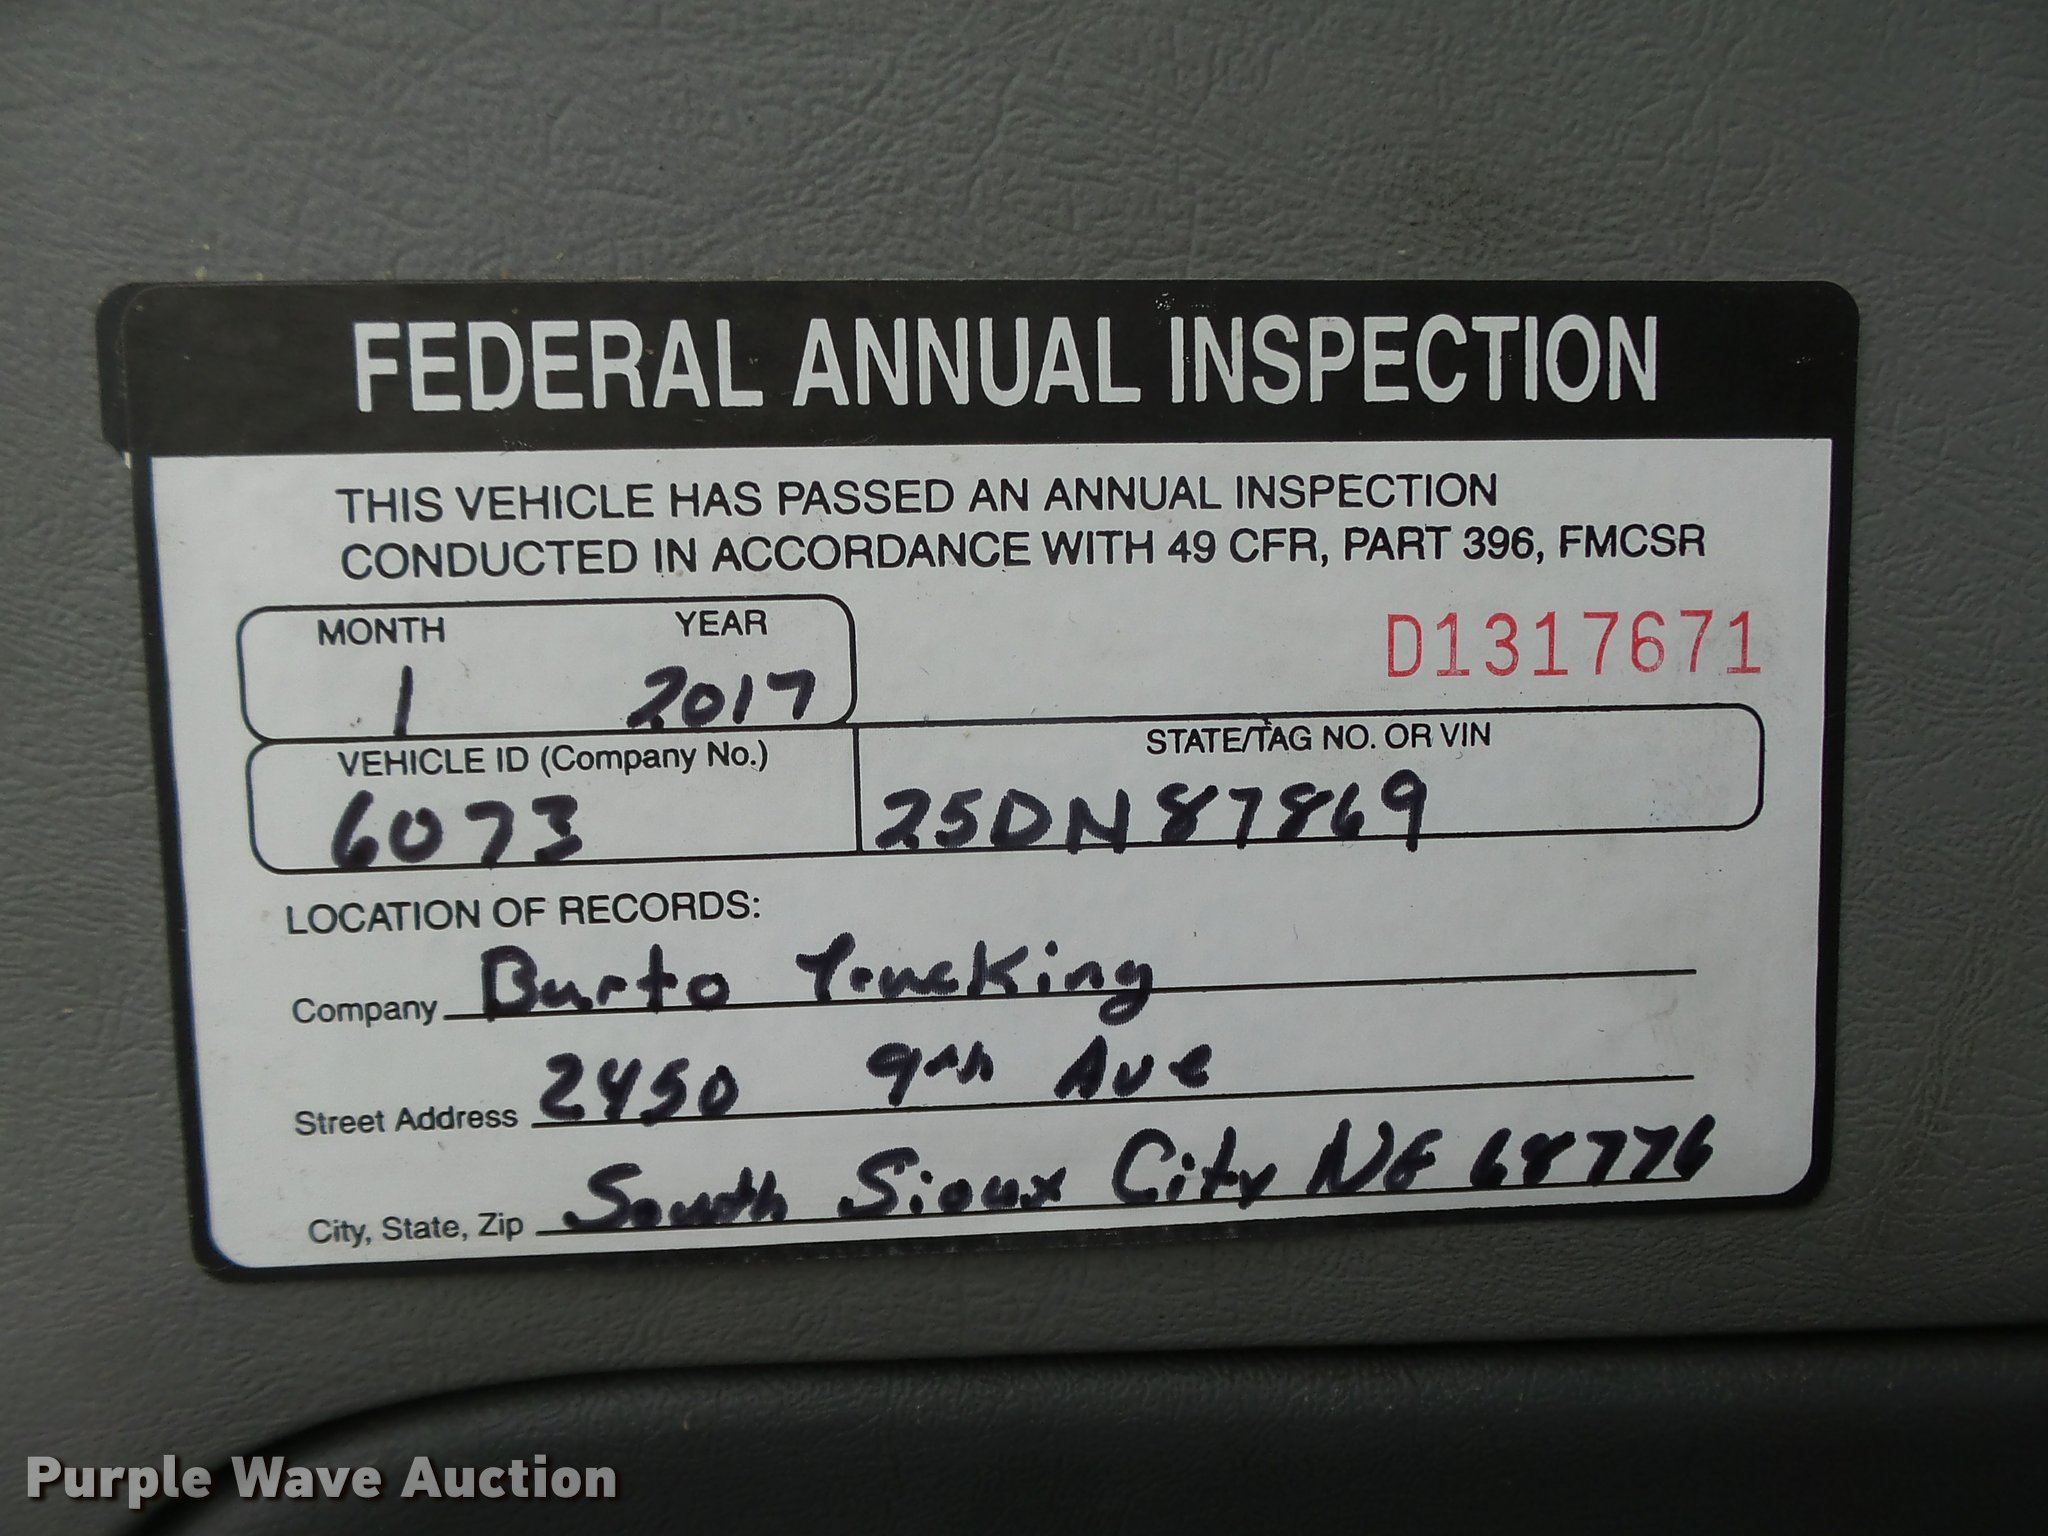 FEDERAL ANNUAL INSPECTION
THIS VEHICLE HAS PASSED AN ANNUAL INSPECTION
CONDUCTED IN ACCORDANCE WITH 49 CFR, PART 396, FMCSR
MONTH YEAR
1 2017
D1317671
VEHICLE ID (Company No.)
6073
STATE/TAG NO. OR VIN
25DN87869
LOCATION OF RECORDS:
Company Burto Trucking
Street Address 2450 9th Ave
City, State, Zip South Sioux City NE 68776
Purple Wave Auction